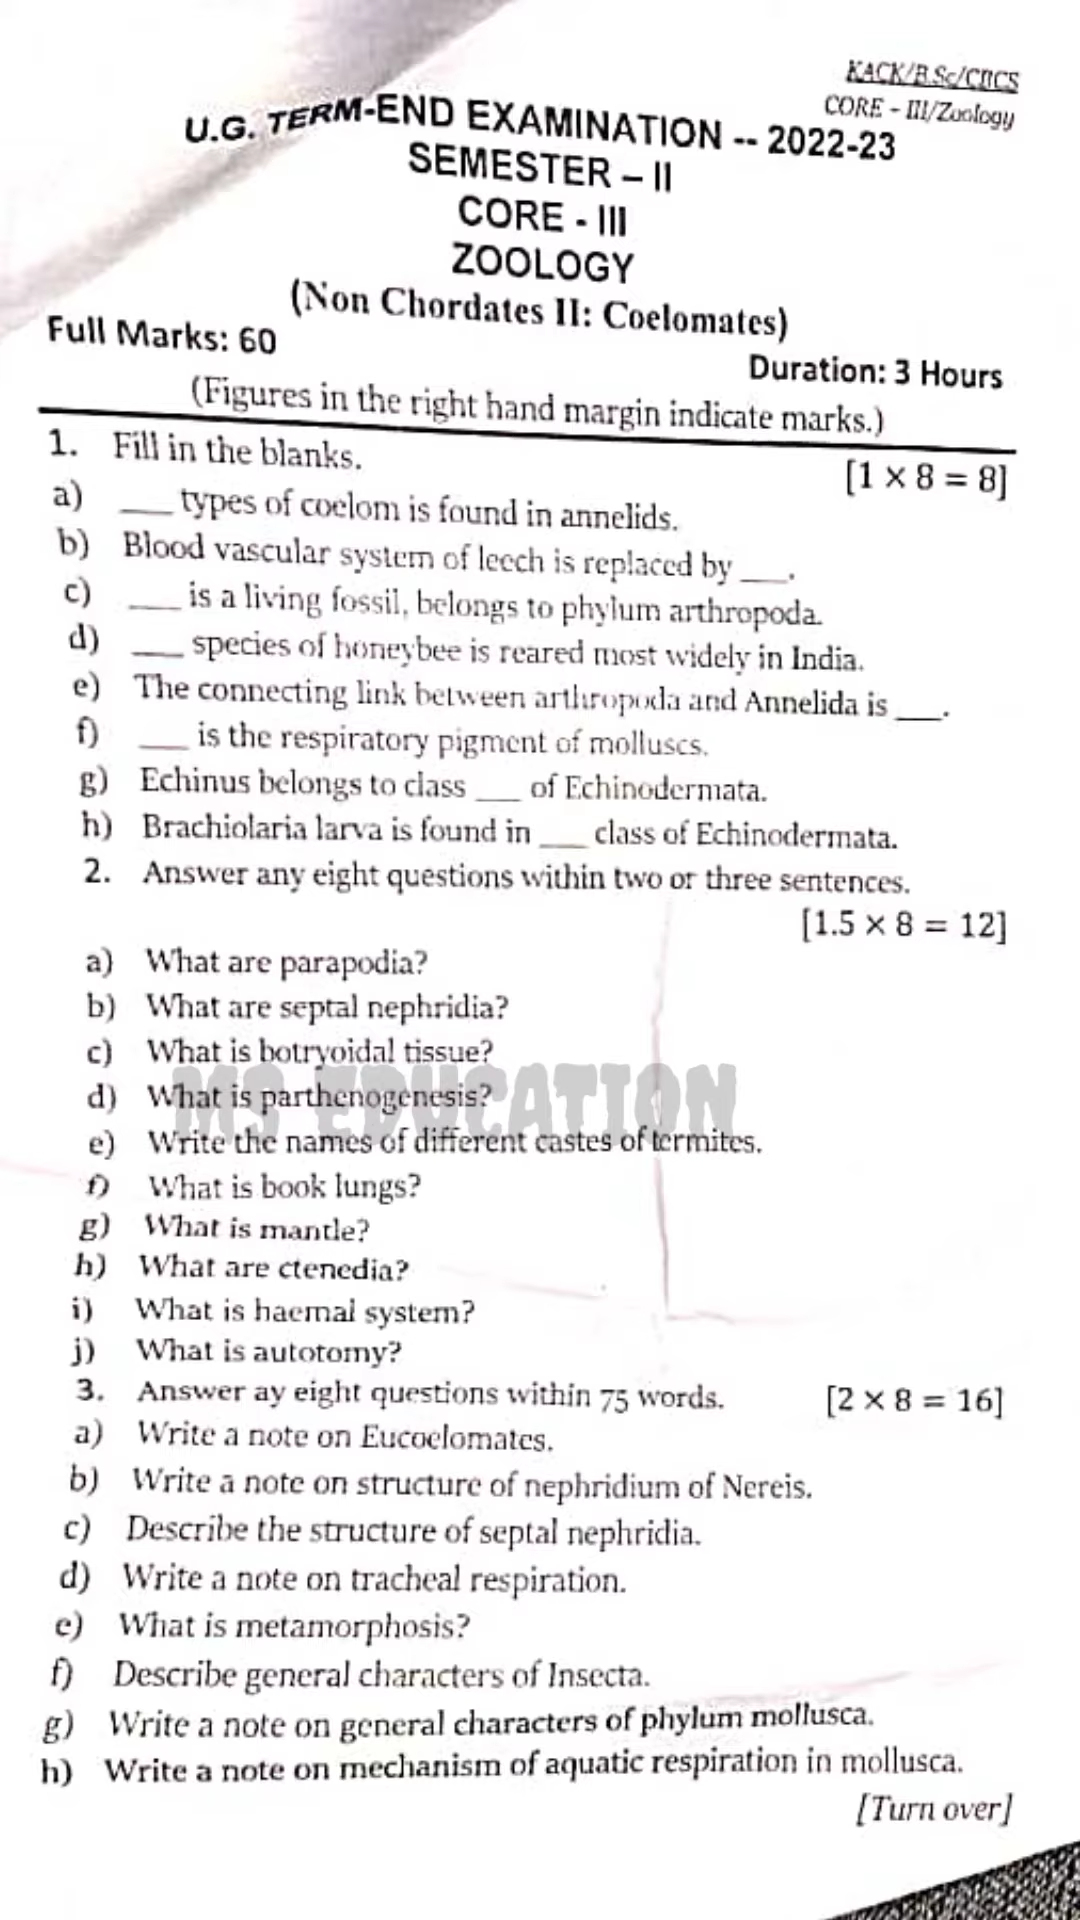 KACK/B.Sc/CBCS
CORE - III/Zoology
U.G. TERM-END EXAMINATION -- 2022-23
SEMESTER – II
CORE - III
ZOOLOGY
(Non Chordates II: Coelomates)
Full Marks: 60
Duration: 3 Hours
(Figures in the right hand margin indicate marks.)
1. Fill in the blanks.
[1 × 8 = 8]
a) ___ types of coelom is found in annelids.
b) Blood vascular system of leech is replaced by ___.
c) ___ is a living fossil, belongs to phylum arthropoda.
d) ___ species of honeybee is reared most widely in India.
e) The connecting link between arthropoda and Annelida is ___.
f) ___ is the respiratory pigment of molluscs.
g) Echinus belongs to class ___ of Echinodermata.
h) Brachiolaria larva is found in ___ class of Echinodermata.
2. Answer any eight questions within two or three sentences.
[1.5 × 8 = 12]
a) What are parapodia?
b) What are septal nephridia?
c) What is botryoidal tissue?
MS EDUCATION
d) What is parthenogenesis?
e) Write the names of different castes of termites.
f) What is book lungs?
g) What is mantle?
h) What are ctenedia?
i) What is haemal system?
j) What is autotomy?
3. Answer ay eight questions within 75 words. [2 × 8 = 16]
a) Write a note on Eucoelomates.
b) Write a note on structure of nephridium of Nereis.
c) Describe the structure of septal nephridia.
d) Write a note on tracheal respiration.
e) What is metamorphosis?
f) Describe general characters of Insecta.
g) Write a note on general characters of phylum mollusca.
h) Write a note on mechanism of aquatic respiration in mollusca.
[Turn over]